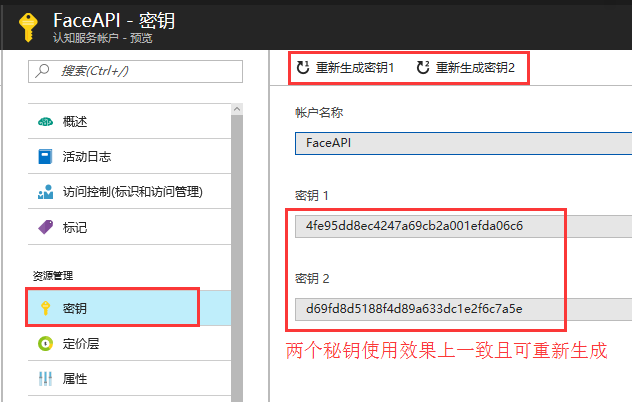 FaceAPI - 密钥
认知服务帐户 - 预览
搜索(Ctrl+/)
重新生成密钥1
重新生成密钥2
概述
活动日志
访问控制(标识和访问管理)
标记
资源管理
密钥
定价层
属性
帐户名称
FaceAPI
密钥 1
4fe95dd8ec4247a69cb2a001efda06c6
密钥 2
d69fd8d5188f4d89a633dc1e2f6c7a5e
两个秘钥使用效果上一致且可重新生成